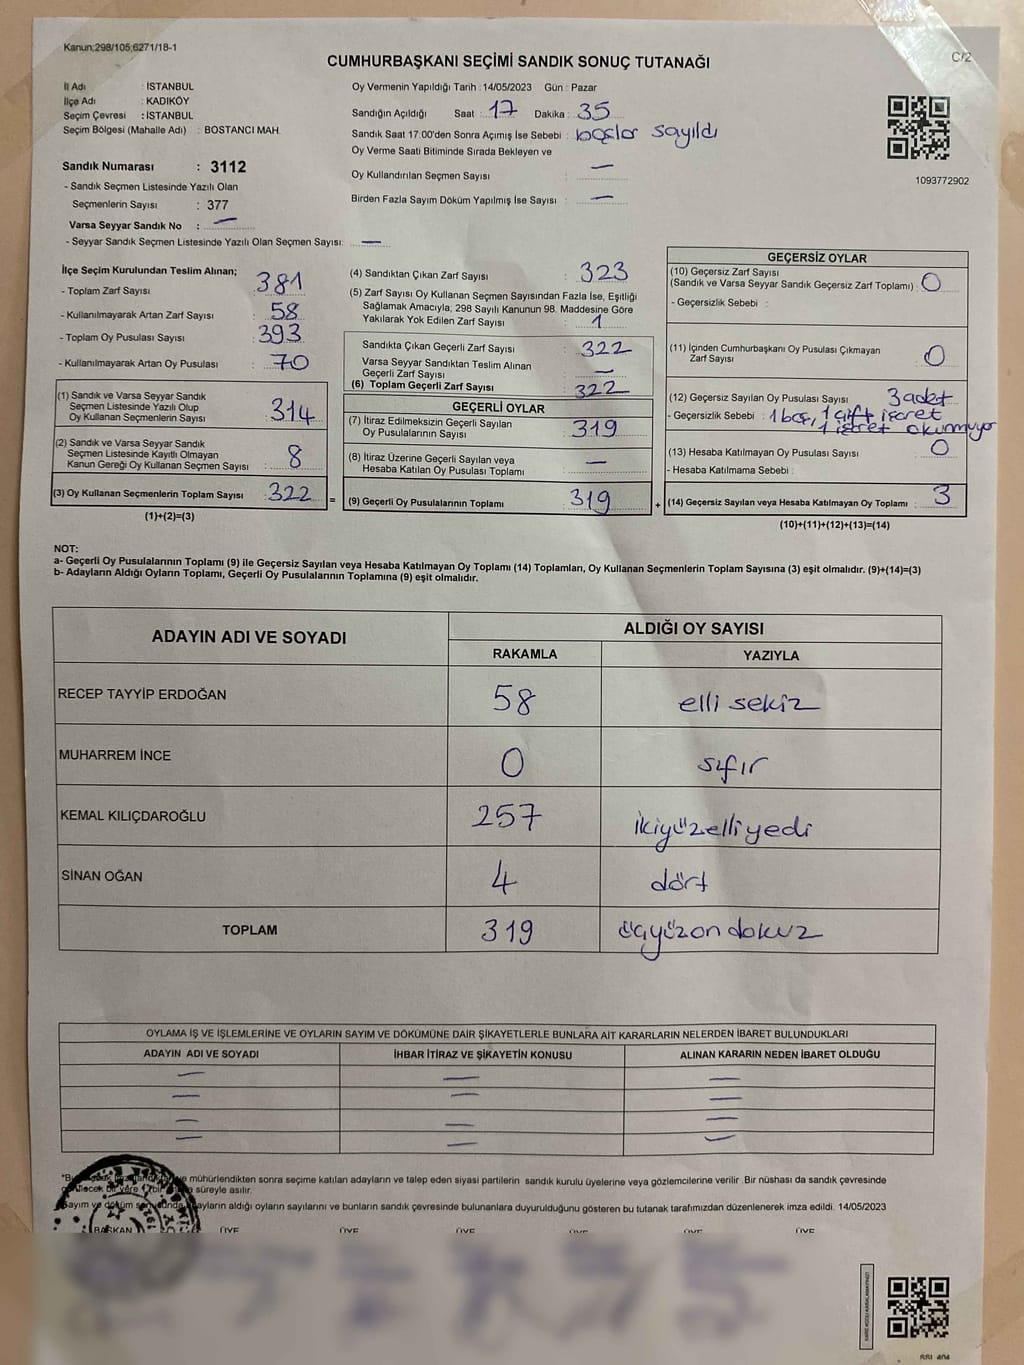 Kanun;298/105;6271/18-1
C/2
CUMHURBAŞKANI SEÇİMİ SANDIK SONUÇ TUTANAĞI
İl Adı : İSTANBUL
İlçe Adı : KADIKÖY
Seçim Çevresi : İSTANBUL
Seçim Bölgesi (Mahalle Adı) : BOSTANCI MAH.
Sandık Numarası : 3112
- Sandık Seçmen Listesinde Yazılı Olan
Seçmenlerin Sayısı : 377
Varsa Seyyar Sandık No : —
- Seyyar Sandık Seçmen Listesinde Yazılı Olan Seçmen Sayısı: —
Oy Vermenin Yapıldığı Tarih : 14/05/2023 Gün : Pazar
Sandığın Açıldığı Saat : 17 Dakika : 35
Sandık Saat 17:00'den Sonra Açımış İse Sebebi : boşlar sayıldı
Oy Verme Saati Bitiminde Sırada Bekleyen ve
Oy Kullandırılan Seçmen Sayısı : —
Birden Fazla Sayım Döküm Yapılmış İse Sayısı : —
1093772902
İlçe Seçim Kurulundan Teslim Alınan;
- Toplam Zarf Sayısı : 381
- Kullanılmayarak Artan Zarf Sayısı : 58
- Toplam Oy Pusulası Sayısı : 393
- Kullanılmayarak Artan Oy Pusulası : 70
(1) Sandık ve Varsa Seyyar Sandık
Seçmen Listesinde Yazılı Olup
Oy Kullanan Seçmenlerin Sayısı : 314
(2) Sandık ve Varsa Seyyar Sandık
Seçmen Listesinde Kayıtlı Olmayan
Kanun Gereği Oy Kullanan Seçmen Sayısı : 8
(3) Oy Kullanan Seçmenlerin Toplam Sayısı : 322 =
(1)+(2)=(3)
(4) Sandıktan Çıkan Zarf Sayısı : 323
(5) Zarf Sayısı Oy Kullanan Seçmen Sayısından Fazla İse, Eşitliği
Sağlamak Amacıyla, 298 Sayılı Kanunun 98. Maddesine Göre
Yakılarak Yok Edilen Zarf Sayısı : 1
Sandıkta Çıkan Geçerli Zarf Sayısı : 322
Varsa Seyyar Sandıktan Teslim Alınan
Geçerli Zarf Sayısı : —
(6) Toplam Geçerli Zarf Sayısı : 322
GEÇERLİ OYLAR
(7) İtiraz Edilmeksizin Geçerli Sayılan
Oy Pusulalarının Sayısı : 319
(8) İtiraz Üzerine Geçerli Sayılan veya
Hesaba Katılan Oy Pusulası Toplamı : —
(9) Geçerli Oy Pusulalarının Toplamı : 319 +
GEÇERSİZ OYLAR
(10) Geçersiz Zarf Sayısı
(Sandık ve Varsa Seyyar Sandık Geçersiz Zarf Toplamı) : 0
- Geçersizlik Sebebi :
(11) İçinden Cumhurbaşkanı Oy Pusulası Çıkmayan
Zarf Sayısı : 0
(12) Geçersiz Sayılan Oy Pusulası Sayısı : 3 adet
- Geçersizlik Sebebi : 1 boş, 1 çift işaret
1 işaret okunmuyor
(13) Hesaba Katılmayan Oy Pusulası Sayısı : 0
- Hesaba Katılmama Sebebi :
(14) Geçersiz Sayılan veya Hesaba Katılmayan Oy Toplamı : 3
(10)+(11)+(12)+(13)=(14)
NOT:
a- Geçerli Oy Pusulalarının Toplamı (9) ile Geçersiz Sayılan veya Hesaba Katılmayan Oy Toplamı (14) Toplamları, Oy Kullanan Seçmenlerin Toplam Sayısına (3) eşit olmalıdır. (9)+(14)=(3)
b- Adayların Aldığı Oyların Toplamı, Geçerli Oy Pusulalarının Toplamına (9) eşit olmalıdır.
ADAYIN ADI VE SOYADI
ALDIĞI OY SAYISI
RAKAMLA YAZIYLA
RECEP TAYYİP ERDOĞAN 58 elli sekiz
MUHARREM İNCE 0 sıfır
KEMAL KILIÇDAROĞLU 257 ikiyüzelliyedi
SİNAN OĞAN 4 dört
TOPLAM 319 üçyüzondokuz
OYLAMA İŞ VE İŞLEMLERİNE VE OYLARIN SAYIM VE DÖKÜMÜNE DAİR ŞİKAYETLERLE BUNLARA AİT KARARLARIN NELERDEN İBARET BULUNDUKLARI
ADAYIN ADI VE SOYADI İHBAR İTİRAZ VE ŞİKAYETİN KONUSU ALINAN KARARIN NEDEN İBARET OLDUĞU
— — —
— — —
— — —
— — —
mühürlendikten sonra seçime katılan adayların ve talep eden siyasi partilerin sandık kurulu üyelerine veya gözlemcilerine verilir. Bir nüshası da sandık çevresinde
süreyle asılır.
aldığı oyların sayılarını ve bunların sandık çevresinde bulunanlara duyurulduğunu gösteren bu tutanak tarafımızdan düzenlenerek imza edildi. 14/05/2023
BAŞKAN ÜYE ÜYE ÜYE ÜYE ÜYE ÜYE